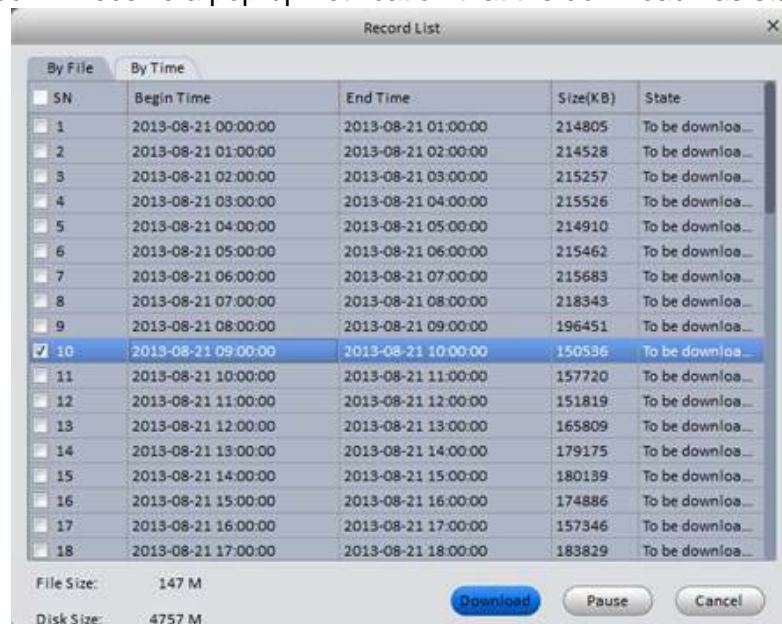 Record List
By File By Time
SN Begin Time End Time Size(KB) State
1 2013-08-21 00:00:00 2013-08-21 01:00:00 214805 To be downloa...
2 2013-08-21 01:00:00 2013-08-21 02:00:00 214528 To be downloa...
3 2013-08-21 02:00:00 2013-08-21 03:00:00 215257 To be downloa...
4 2013-08-21 03:00:00 2013-08-21 04:00:00 215526 To be downloa...
5 2013-08-21 04:00:00 2013-08-21 05:00:00 214910 To be downloa...
6 2013-08-21 05:00:00 2013-08-21 06:00:00 215462 To be downloa...
7 2013-08-21 06:00:00 2013-08-21 07:00:00 215683 To be downloa...
8 2013-08-21 07:00:00 2013-08-21 08:00:00 218343 To be downloa...
9 2013-08-21 08:00:00 2013-08-21 09:00:00 196451 To be downloa...
10 2013-08-21 09:00:00 2013-08-21 10:00:00 150536 To be downloa...
11 2013-08-21 10:00:00 2013-08-21 11:00:00 157720 To be downloa...
12 2013-08-21 11:00:00 2013-08-21 12:00:00 151819 To be downloa...
13 2013-08-21 12:00:00 2013-08-21 13:00:00 165809 To be downloa...
14 2013-08-21 13:00:00 2013-08-21 14:00:00 179175 To be downloa...
15 2013-08-21 14:00:00 2013-08-21 15:00:00 180139 To be downloa...
16 2013-08-21 15:00:00 2013-08-21 16:00:00 174886 To be downloa...
17 2013-08-21 16:00:00 2013-08-21 17:00:00 157346 To be downloa...
18 2013-08-21 17:00:00 2013-08-21 18:00:00 183829 To be downloa...
File Size: 147 M
Download Pause Cancel
Disk Size: 4757 M